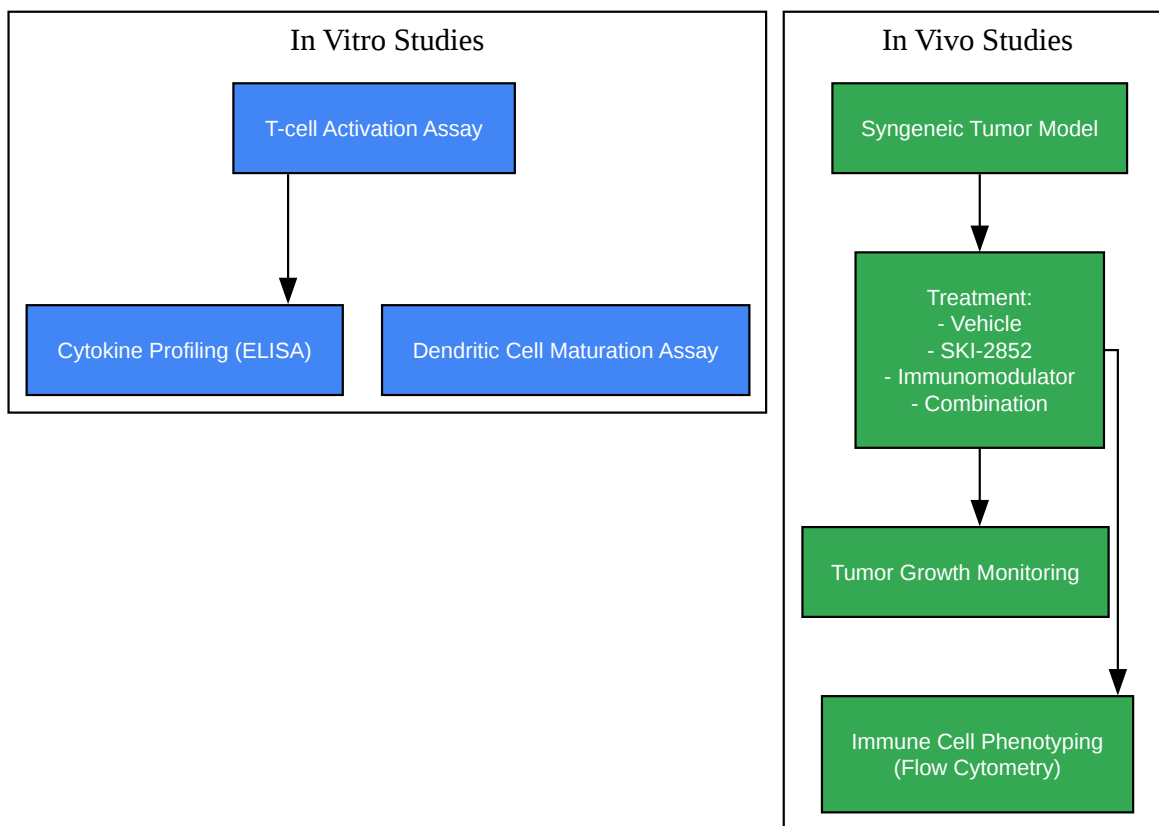 In Vitro Studies
T-cell Activation Assay
Cytokine Profiling (ELISA)
Dendritic Cell Maturation Assay
In Vivo Studies
Syngeneic Tumor Model
Treatment:
- Vehicle
- SKI-2852
- Immunomodulator
- Combination
Tumor Growth Monitoring
Immune Cell Phenotyping
(Flow Cytometry)